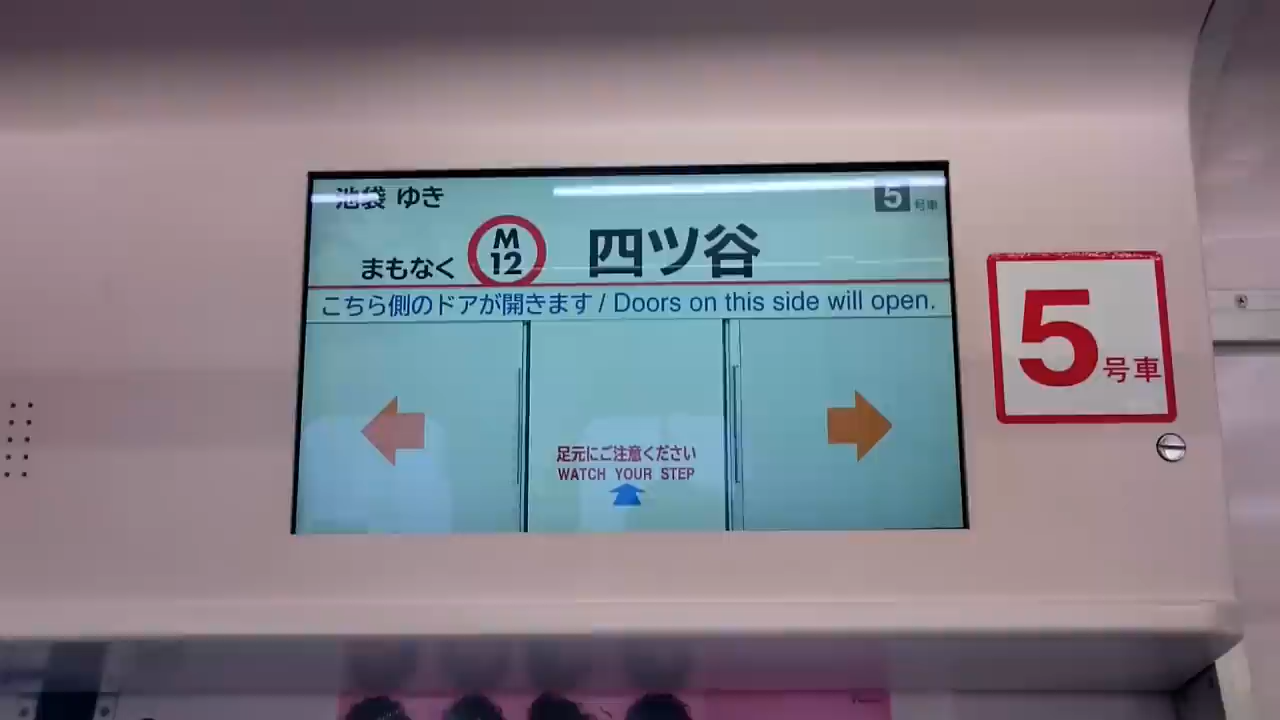 池袋 ゆき
5 号車
まもなく
M
12
四ツ谷
こちら側のドアが開きます / Doors on this side will open.
足元にご注意ください
WATCH YOUR STEP
5号車